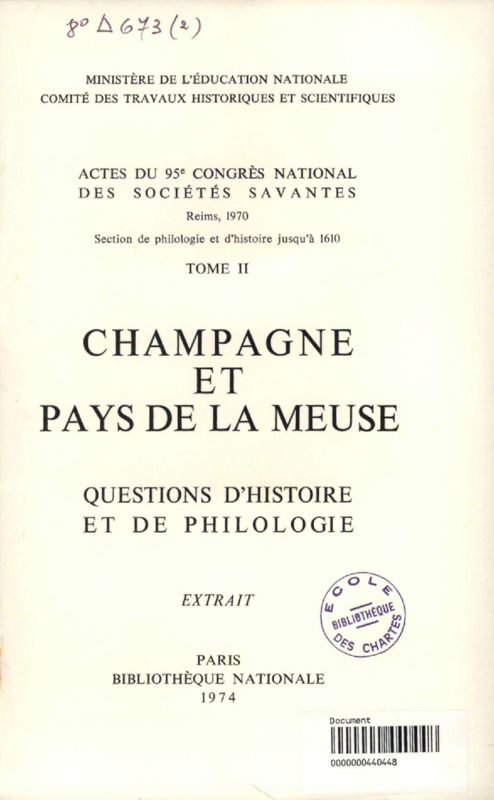 8º Δ 673 (2)
MINISTÈRE DE L'ÉDUCATION NATIONALE
COMITÉ DES TRAVAUX HISTORIQUES ET SCIENTIFIQUES
ACTES DU 95e CONGRÈS NATIONAL
DES SOCIÉTÉS SAVANTES
Reims, 1970
Section de philologie et d'histoire jusqu'à 1610
TOME II
CHAMPAGNE
ET
PAYS DE LA MEUSE
QUESTIONS D'HISTOIRE
ET DE PHILOLOGIE
EXTRAIT
ECOLE
BIBLIOTHÈQUE
DES CHARTES
PARIS
BIBLIOTHÈQUE NATIONALE
1974
Document
0000000440448